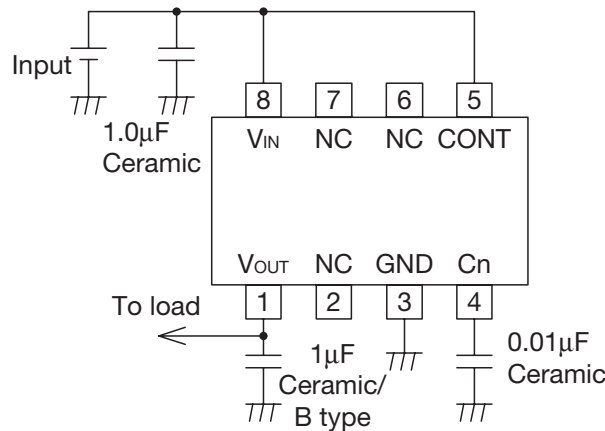 Input
1.0μF
Ceramic
8 7 6 5
VIN NC NC CONT
VOUT NC GND Cn
1 2 3 4
To load
1μF
Ceramic/
B type
0.01μF
Ceramic